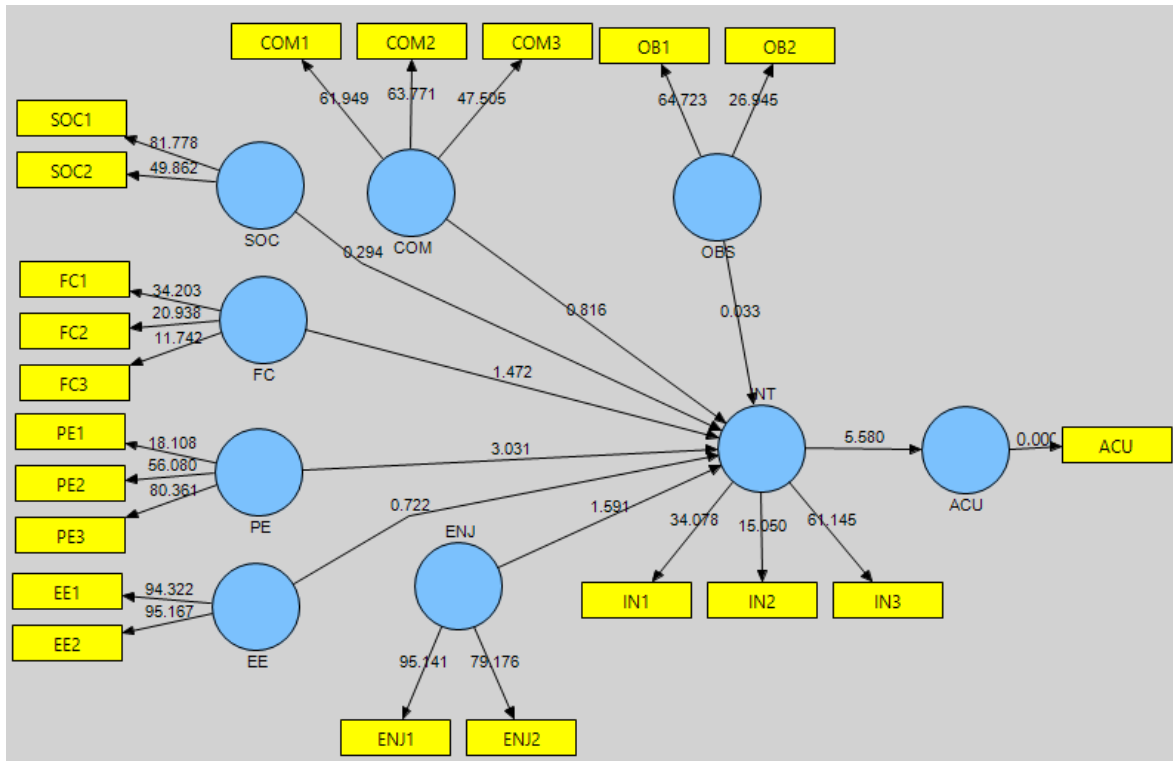 COM1
COM2
COM3
OB1
OB2
61.949
63.771
47.505
64.723
26.945
SOC1
SOC2
81.778
49.862
SOC
COM
OBS
0.294
0.816
0.033
FC1
FC2
FC3
34.203
20.938
11.742
FC
1.472
PE1
PE2
PE3
18.108
56.080
80.361
PE
3.031
INT
5.580
ACU
0.000
ACU
EE1
EE2
94.322
95.167
EE
0.722
ENJ
1.591
34.078
15.050
61.145
IN1
IN2
IN3
95.141
79.176
ENJ1
ENJ2